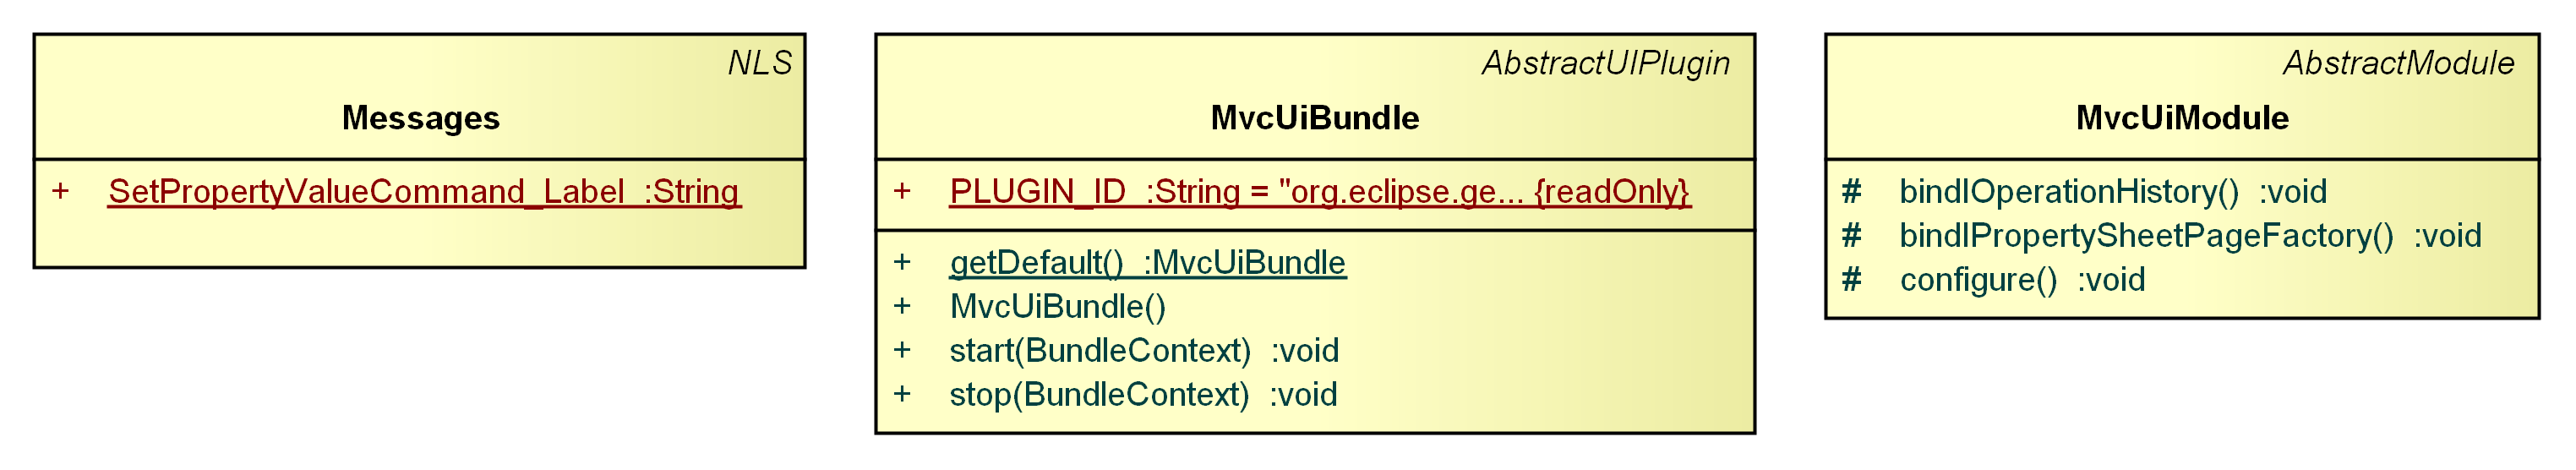 NLS
Messages
+ SetPropertyValueCommand_Label :String
AbstractUIPlugin
MvcUiBundle
+ PLUGIN_ID :String = "org.eclipse.ge... {readOnly}
+ getDefault() :MvcUiBundle
+ MvcUiBundle()
+ start(BundleContext) :void
+ stop(BundleContext) :void
AbstractModule
MvcUiModule
# bindIOperationHistory() :void
# bindIPropertySheetPageFactory() :void
# configure() :void